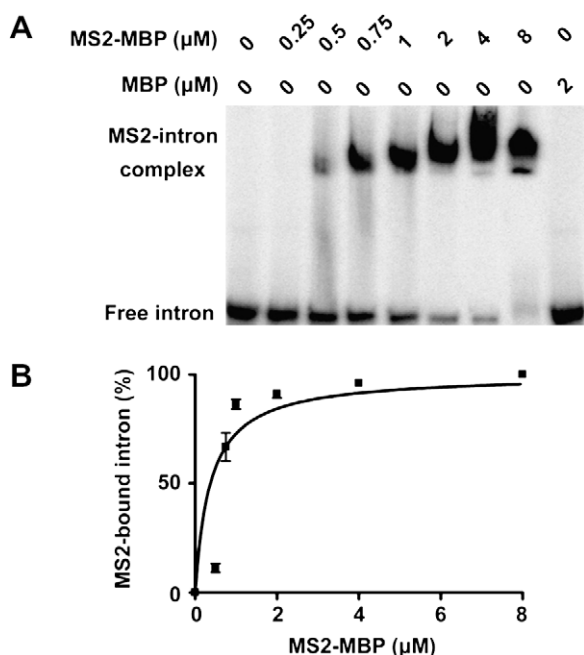 A
MS2-MBP (µM) 0 0.25 0.5 0.75 1 2 4 8 0
MBP (µM) 0 0 0 0 0 0 0 0 2
MS2-intron
complex
Free intron
B
MS2-bound intron (%)
100
50
0
0 2 4 6 8
MS2-MBP (µM)